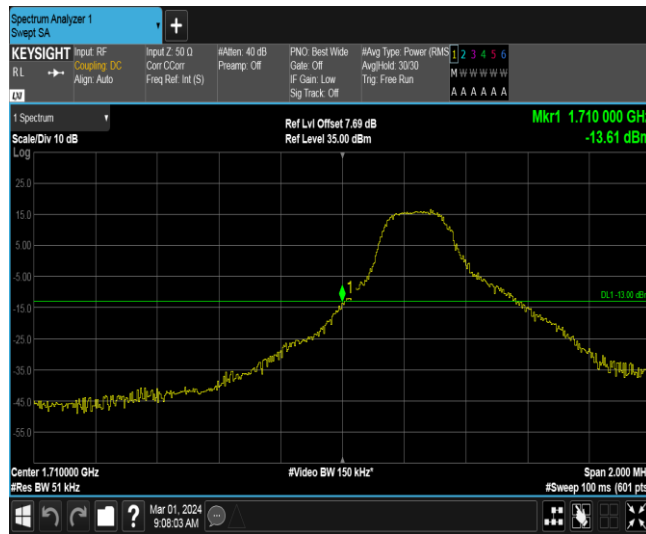 Spectrum Analyzer 1
Swept SA
KEYSIGHT
RL
LXI
Input: RF
Coupling: DC
Align: Auto
Input Z: 50 Ω
Corr CCorr
Freq Ref: Int (S)
#Atten: 40 dB
Preamp: Off
PNO: Best Wide
Gate: Off
IF Gain: Low
Sig Track: Off
#Avg Type: Power (RMS
Avg|Hold: 30/30
Trig: Free Run
1 2 3 4 5 6
M W W W W W
A A A A A A
1 Spectrum
Scale/Div 10 dB
Ref Lvl Offset 7.69 dB
Ref Level 35.00 dBm
Mkr1 1.710 000 GHz
-13.61 dBm
Log
25.0
15.0
5.00
-5.00
-15.0
-25.0
-35.0
-45.0
-55.0
1
DL1 -13.00 dBm
Center 1.710000 GHz
#Res BW 51 kHz
#Video BW 150 kHz*
Span 2.000 MH
#Sweep 100 ms (601 pts
?
Mar 01, 2024
9:08:03 AM